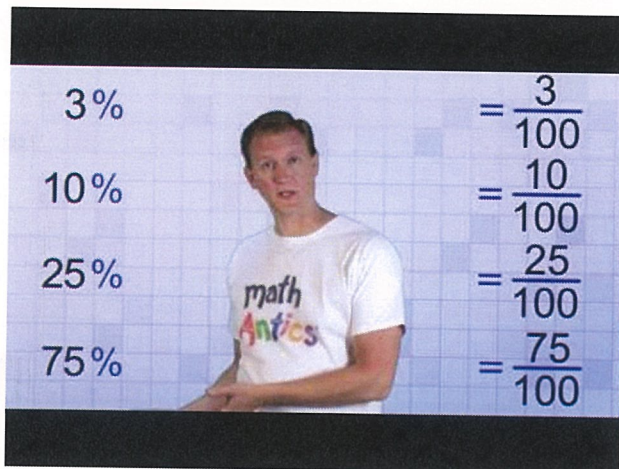 3% = 3/100
10% = 10/100
25% = 25/100
75% = 75/100
math
Antics